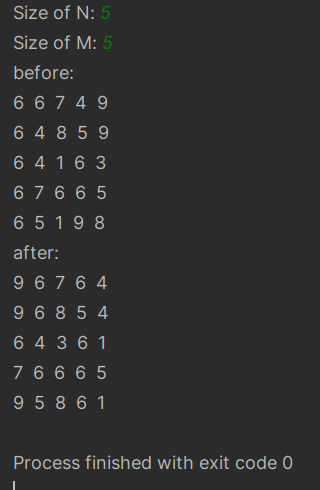 Size of N: 5
Size of M: 5
before:
6 6 7 4 9
6 4 8 5 9
6 4 1 6 3
6 7 6 6 5
6 5 1 9 8
after:
9 6 7 6 4
9 6 8 5 4
6 4 3 6 1
7 6 6 6 5
9 5 8 6 1
Process finished with exit code 0